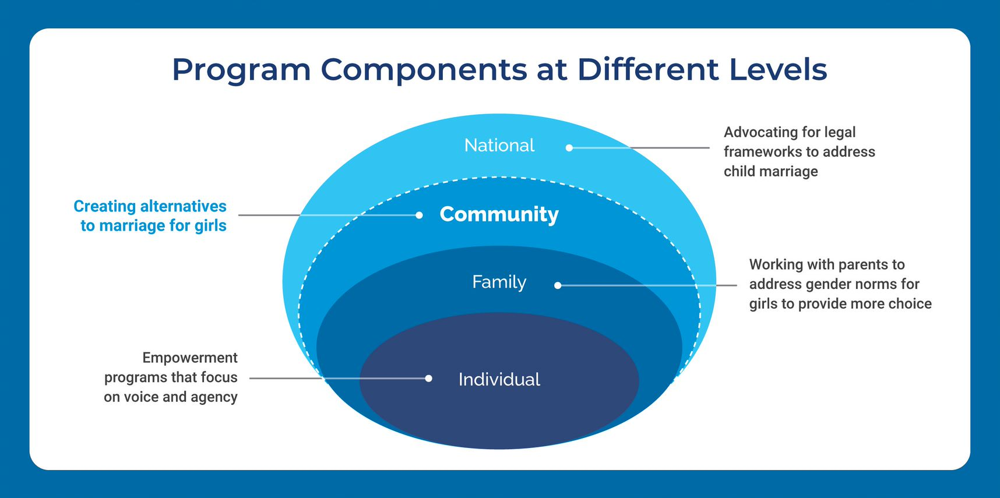 Program Components at Different Levels
National
Advocating for legal
frameworks to address
child marriage
Creating alternatives
to marriage for girls
Community
Family
Working with parents to
address gender norms for
girls to provide more choice
Empowerment
programs that focus
on voice and agency
Individual